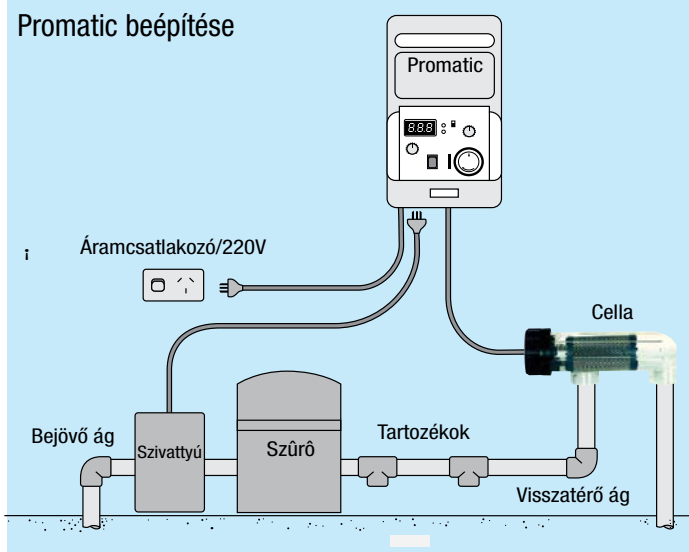 Promatic beépítése
Promatic
8.8.8
Áramcsatlakozó/220V
¡
Cella
Bejövő ág
Szivattyú
Szûrô
Tartozékok
Visszatérő ág